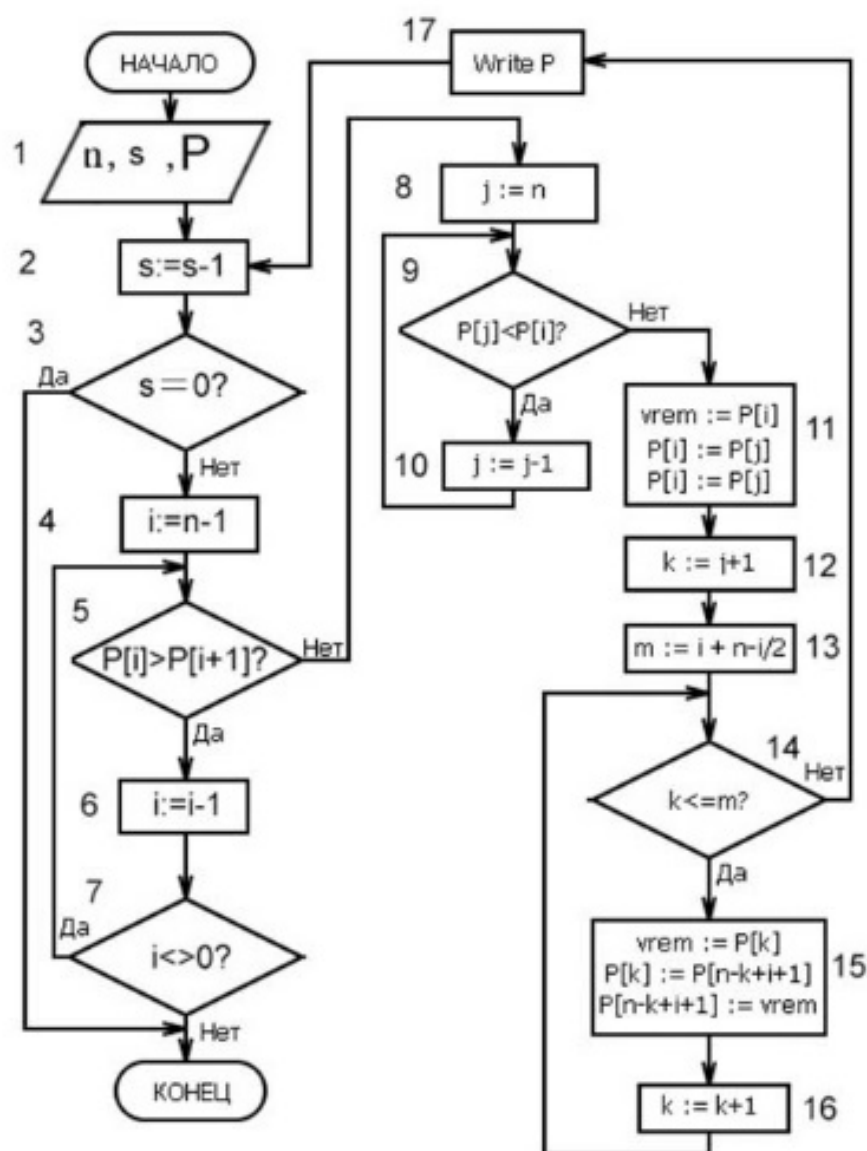 НАЧАЛО
1
n, s , P
2
s:=s-1
3
s=0?
Да
Нет
4
i:=n-1
5
P[i]>P[i+1]?
Нет
Да
6
i:=i-1
7
Да
i<>0?
Нет
КОНЕЦ
8
j := n
9
P[j]<P[i]?
Нет
Да
10
j := j-1
11
vrem := P[i]
P[i] := P[j]
P[i] := P[j]
12
k := j+1
13
m := i + n-i/2
14
k<=m?
Нет
Да
15
vrem := P[k]
P[k] := P[n-k+i+1]
P[n-k+i+1] := vrem
16
k := k+1
17
Write P